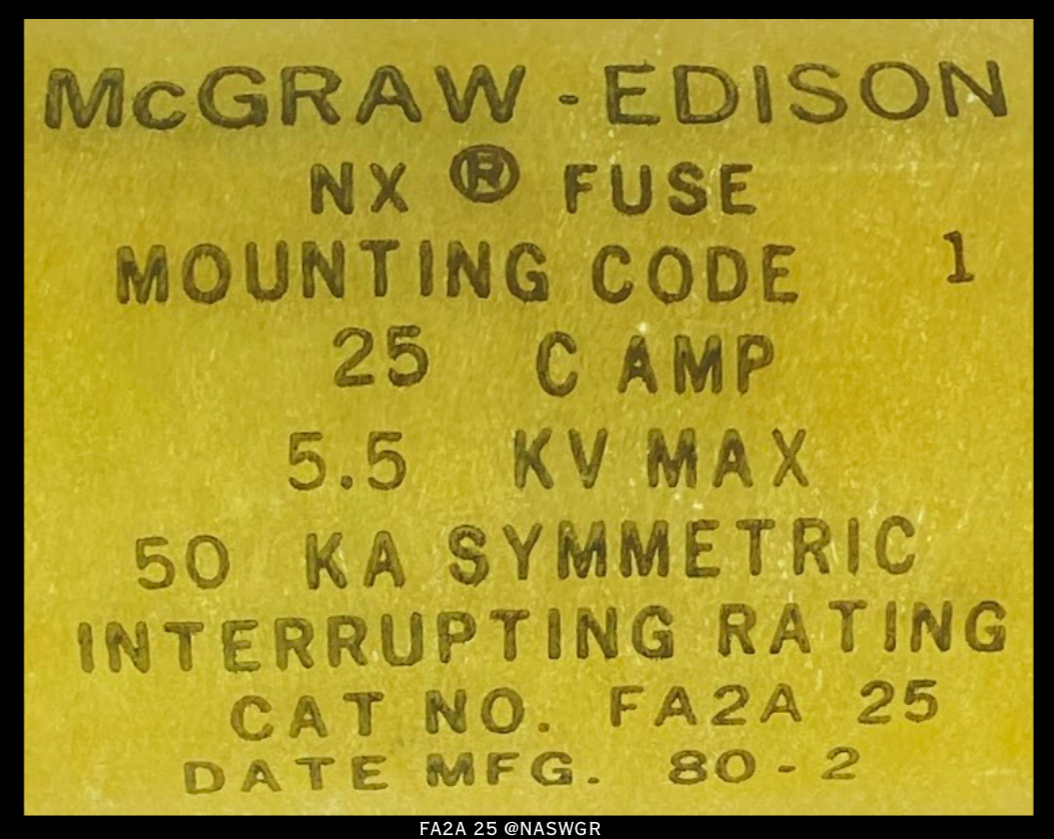 McGRAW-EDISON
NX ® FUSE
MOUNTING CODE 1
25 C AMP
5.5 KV MAX
50 KA SYMMETRIC
INTERRUPTING RATING
CAT NO. FA2A 25
DATE MFG. 80-2
FA2A 25 @NASWGR